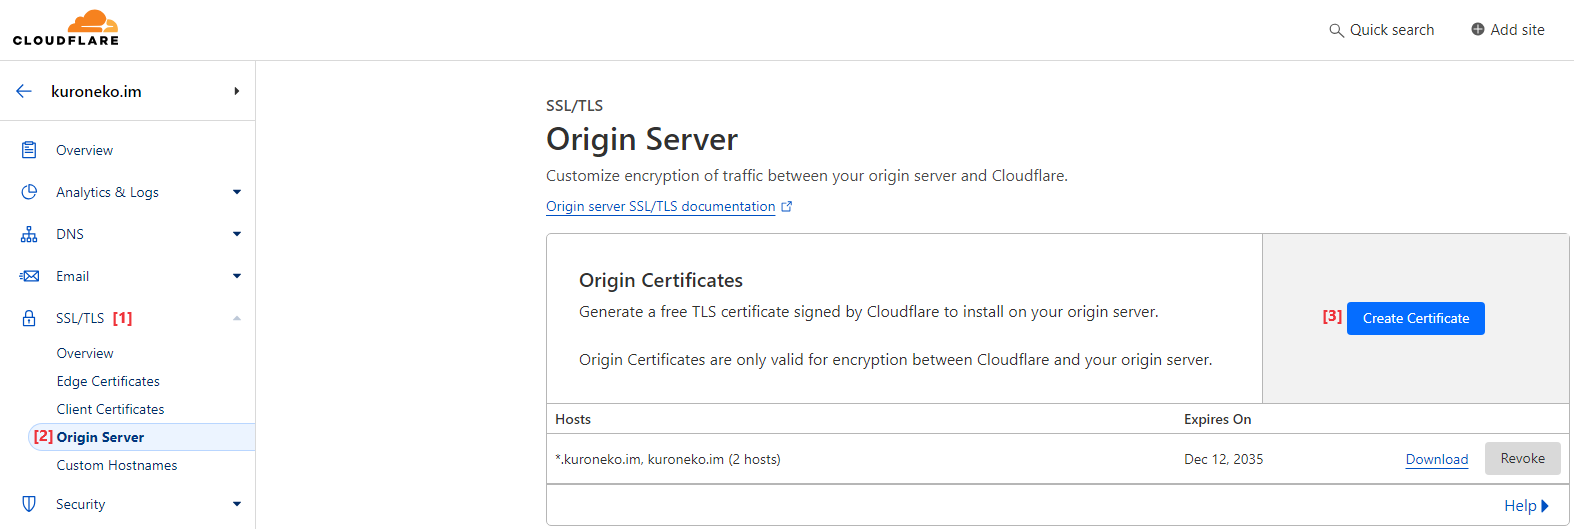 CLOUDFLARE
Quick search
Add site
kuroneko.im
Overview
Analytics & Logs
DNS
Email
SSL/TLS [1]
Overview
Edge Certificates
Client Certificates
[2] Origin Server
Custom Hostnames
Security
SSL/TLS
Origin Server
Customize encryption of traffic between your origin server and Cloudflare.
Origin server SSL/TLS documentation
Origin Certificates
Generate a free TLS certificate signed by Cloudflare to install on your origin server.
Origin Certificates are only valid for encryption between Cloudflare and your origin server.
[3] Create Certificate
Hosts Expires On
*.kuroneko.im, kuroneko.im (2 hosts) Dec 12, 2035 Download Revoke
Help